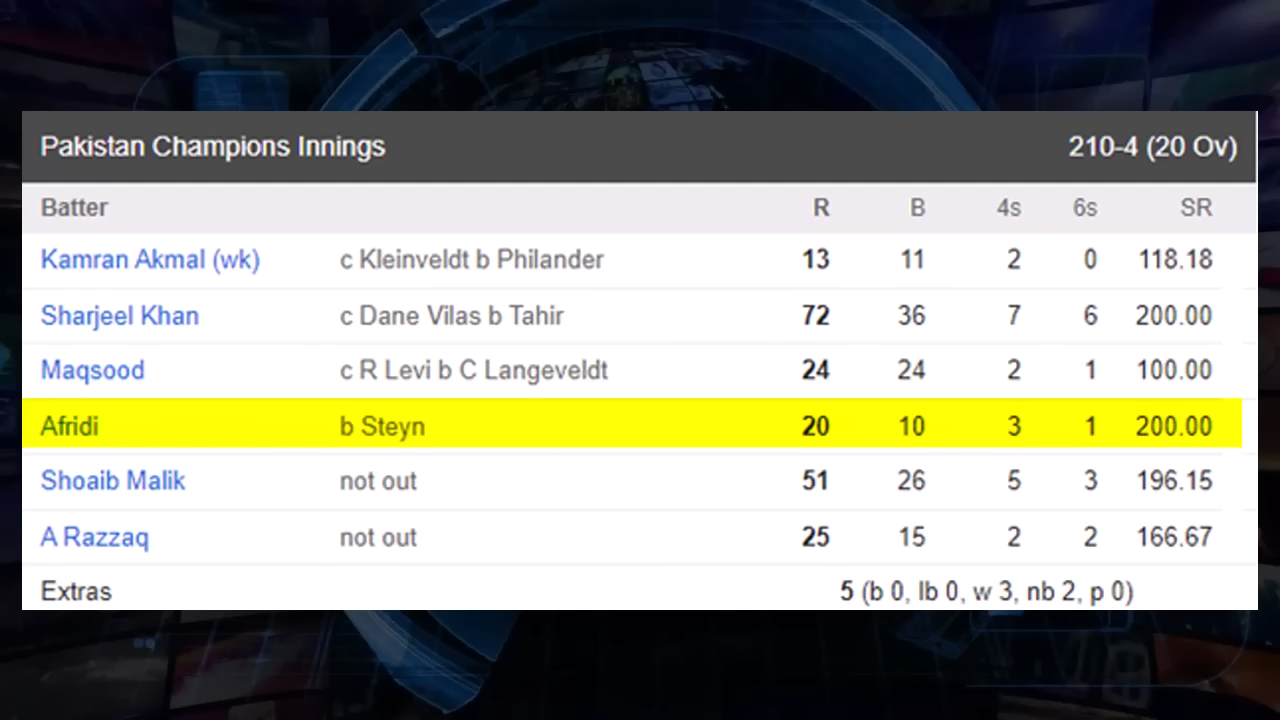 Pakistan Champions Innings 210-4 (20 Ov)
Batter R B 4s 6s SR
Kamran Akmal (wk) c Kleinveldt b Philander 13 11 2 0 118.18
Sharjeel Khan c Dane Vilas b Tahir 72 36 7 6 200.00
Maqsood c R Levi b C Langeveldt 24 24 2 1 100.00
Afridi b Steyn 20 10 3 1 200.00
Shoaib Malik not out 51 26 5 3 196.15
A Razzaq not out 25 15 2 2 166.67
Extras 5 (b 0, lb 0, w 3, nb 2, p 0)